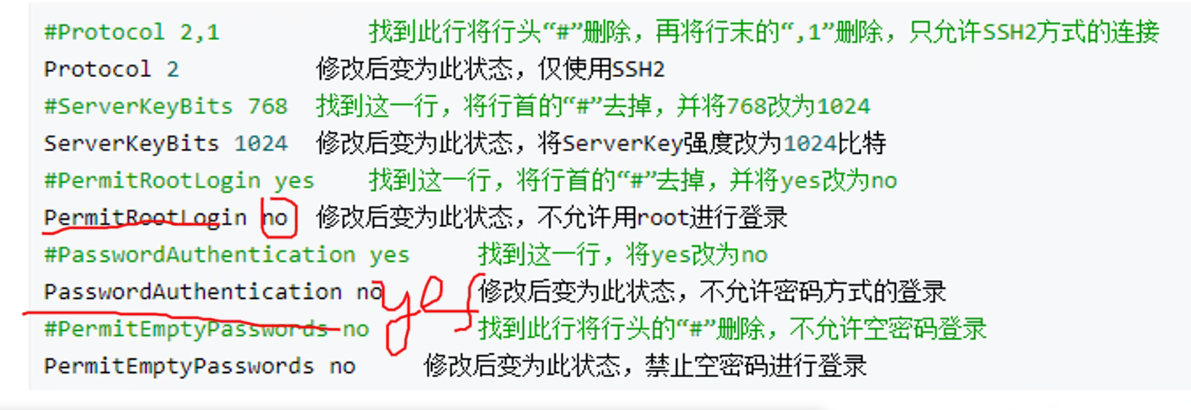 #Protocol 2,1 找到此行将行头“#”删除，再将行末的“,1”删除，只允许SSH2方式的连接
Protocol 2 修改后变为此状态，仅使用SSH2
#ServerKeyBits 768 找到这一行，将行首的“#”去掉，并将768改为1024
ServerKeyBits 1024 修改后变为此状态，将ServerKey强度改为1024比特
#PermitRootLogin yes 找到这一行，将行首的“#”去掉，并将yes改为no
PermitRootLogin no 修改后变为此状态，不允许用root进行登录
#PasswordAuthentication yes 找到这一行，将yes改为no
PasswordAuthentication no yes 修改后变为此状态，不允许密码方式的登录
#PermitEmptyPasswords no 找到此行将行头的“#”删除，不允许空密码登录
PermitEmptyPasswords no 修改后变为此状态，禁止空密码进行登录